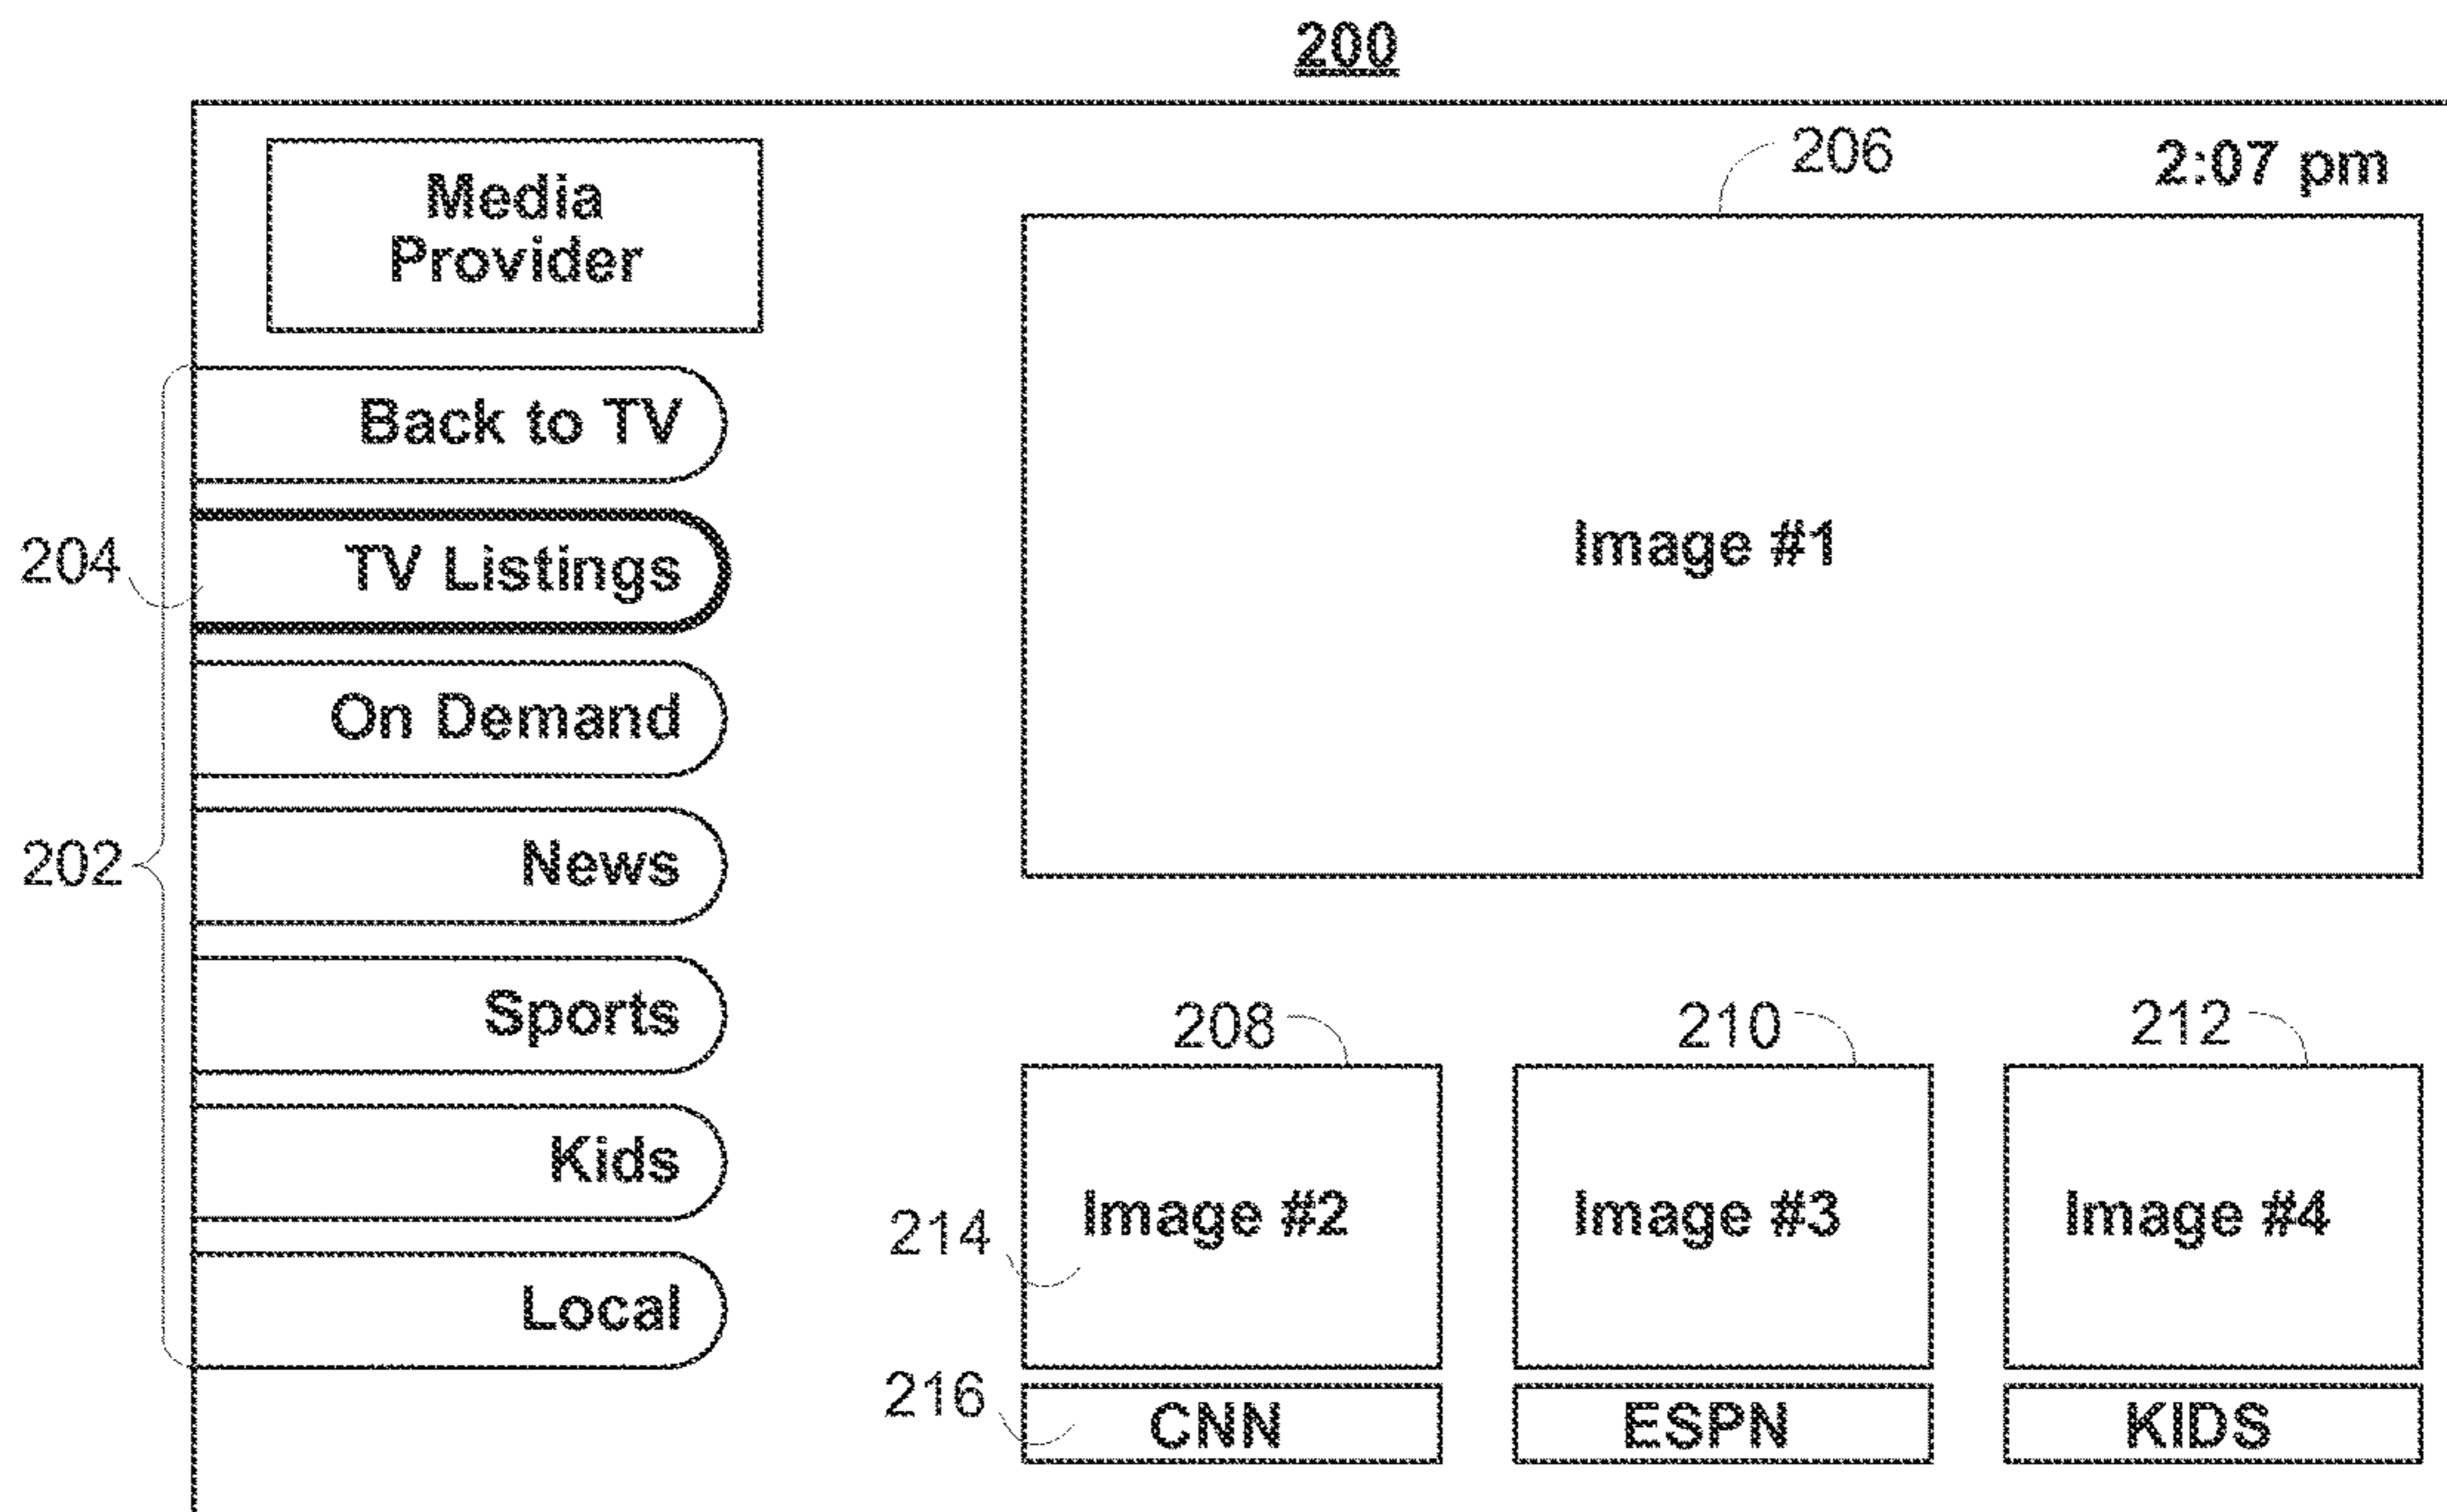 200
206
2:07 pm
Media
Provider
Back to TV
204
TV Listings
Image #1
On Demand
202
News
Sports
208
210
212
Kids
214
Image #2
Image #3
Image #4
Local
216
CNN
ESPN
KIDS